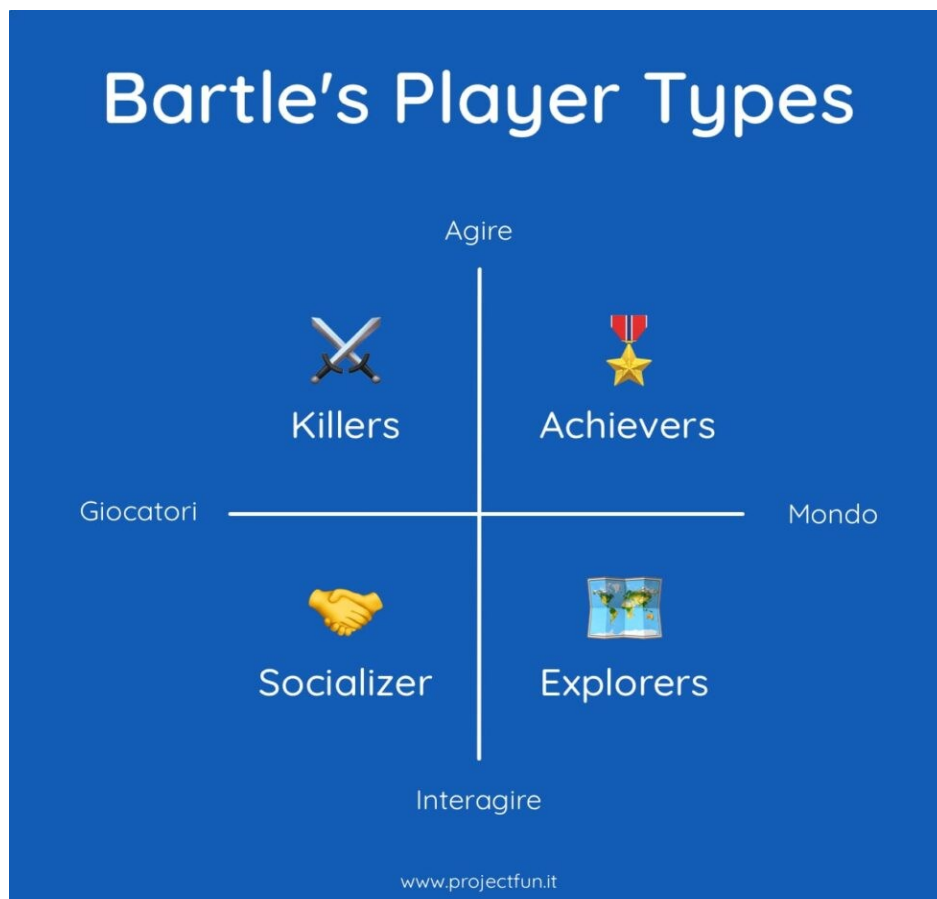 Bartle's Player Types
Agire
Killers
Achievers
Giocatori
Mondo
Socializer
Explorers
Interagire
www.projectfun.it